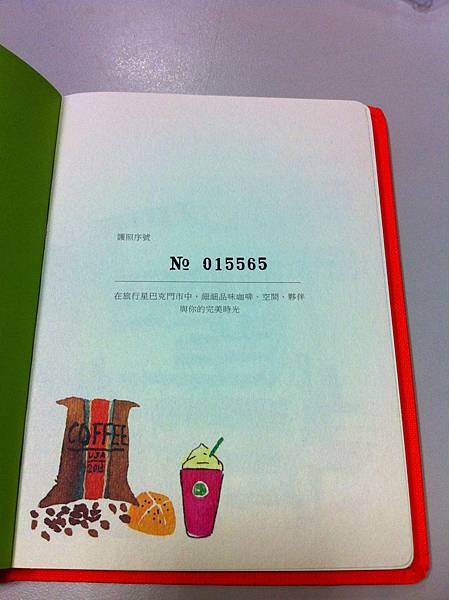 護照序號
№ 015565
在旅行星巴克門市中，細細品味咖啡、空間、夥伴
與你的完美時光
COFFEE
USA